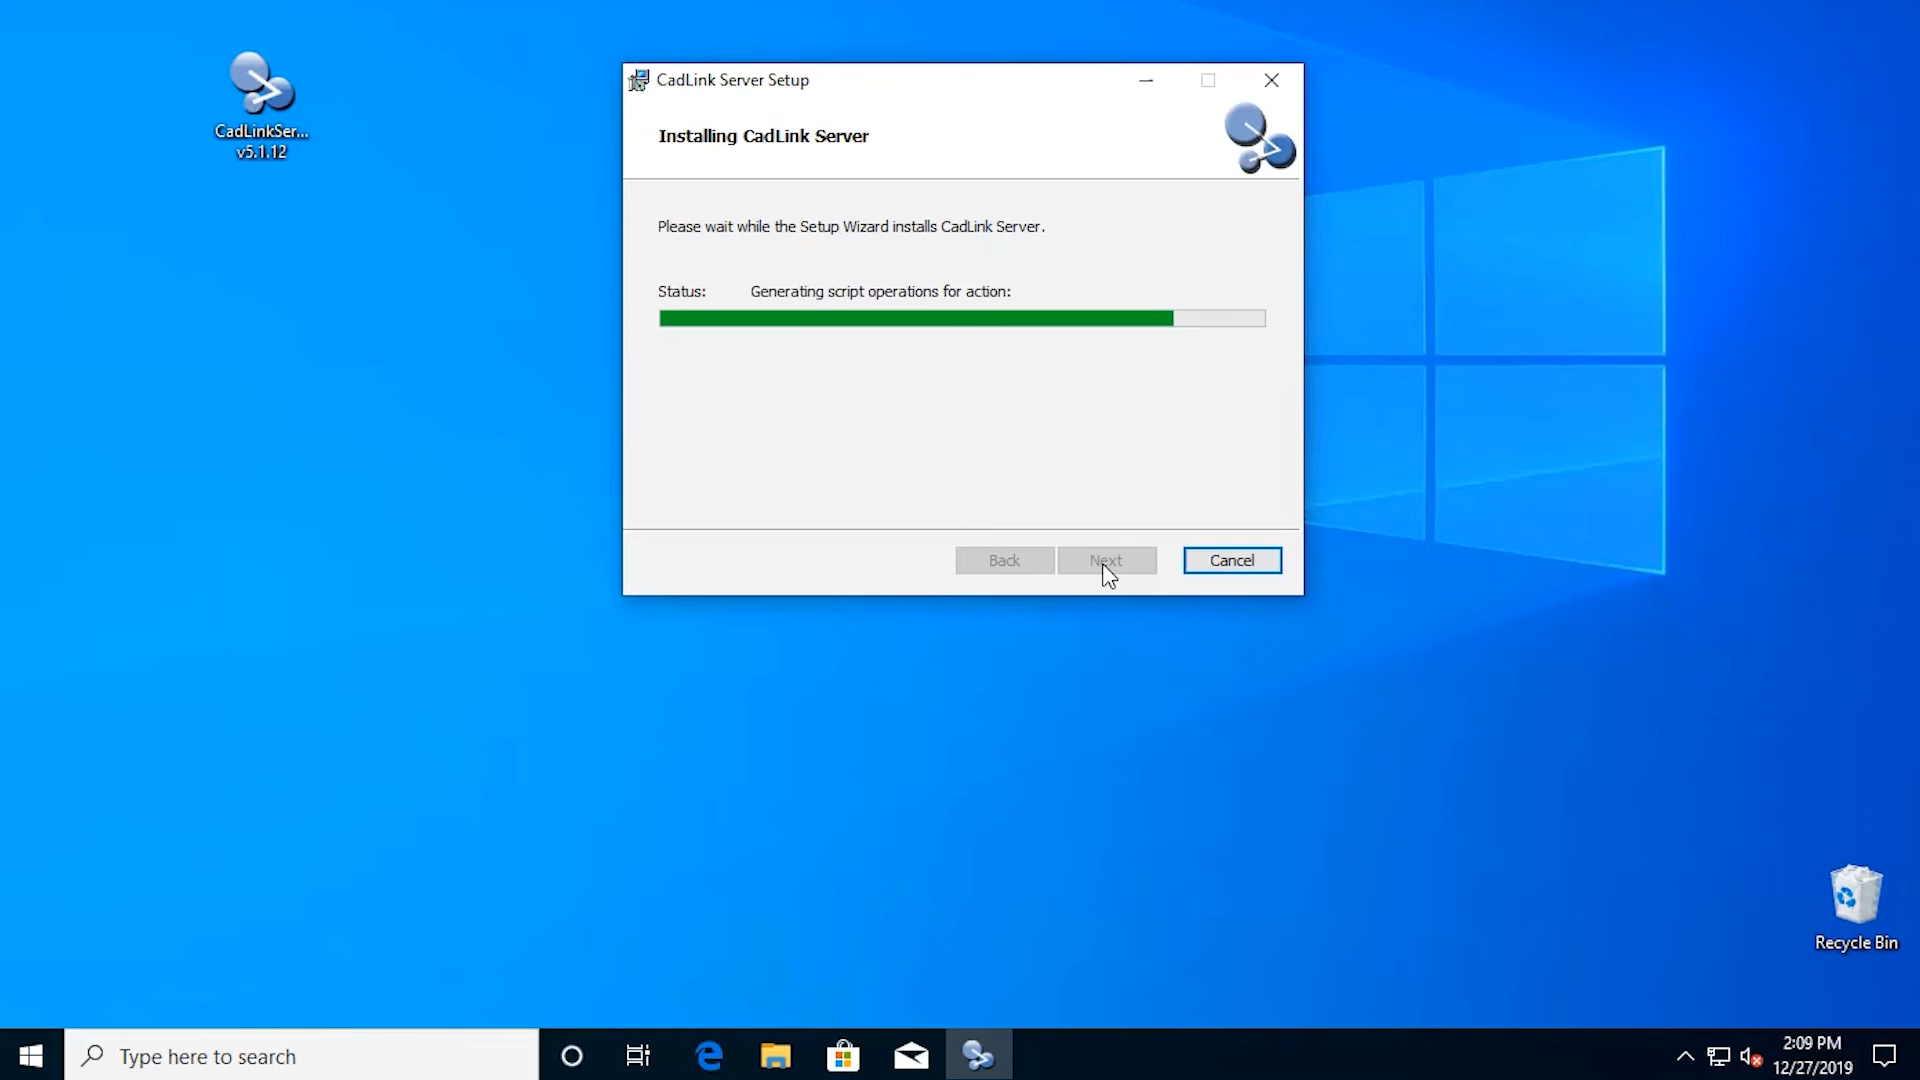 CadLinkSer...
v5.1.12
CadLink Server Setup
Installing CadLink Server
Please wait while the Setup Wizard installs CadLink Server.
Status: Generating script operations for action:
Back Next Cancel
Recycle Bin
Type here to search
2:09 PM
12/27/2019